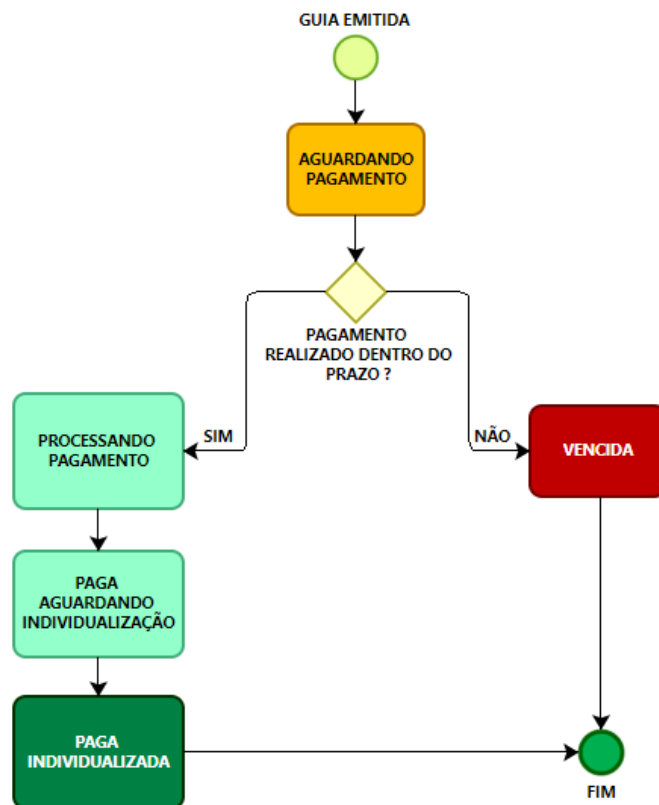 GUIA EMITIDA
AGUARDANDO
PAGAMENTO
PAGAMENTO
REALIZADO DENTRO DO
PRAZO ?
SIM
NÃO
PROCESSANDO
PAGAMENTO
VENCIDA
PAGA
AGUARDANDO
INDIVIDUALIZAÇÃO
PAGA
INDIVIDUALIZADA
FIM